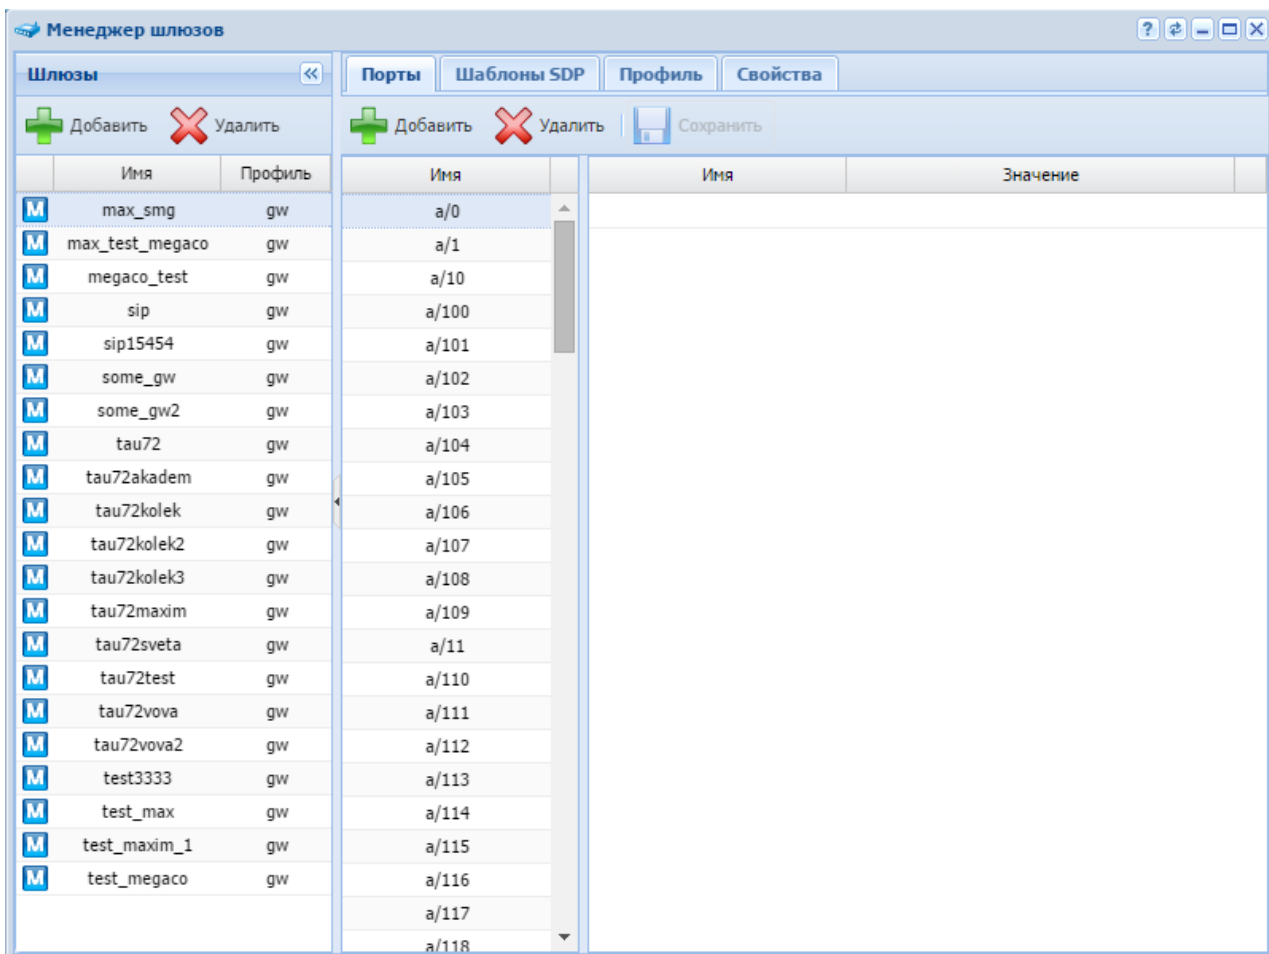 Менеджер шлюзов
Шлюзы
Порты Шаблоны SDP Профиль Свойства
Добавить Удалить
Добавить Удалить Сохранить
Имя Профиль
M max_smg gw
M max_test_megaco gw
M megaco_test gw
M sip gw
M sip15454 gw
M some_gw gw
M some_gw2 gw
M tau72 gw
M tau72akadem gw
M tau72kolek gw
M tau72kolek2 gw
M tau72kolek3 gw
M tau72maxim gw
M tau72sveta gw
M tau72test gw
M tau72vova gw
M tau72vova2 gw
M test3333 gw
M test_max gw
M test_maxim_1 gw
M test_megaco gw
Имя
a/0
a/1
a/10
a/100
a/101
a/102
a/103
a/104
a/105
a/106
a/107
a/108
a/109
a/11
a/110
a/111
a/112
a/113
a/114
a/115
a/116
a/117
a/118
Имя Значение